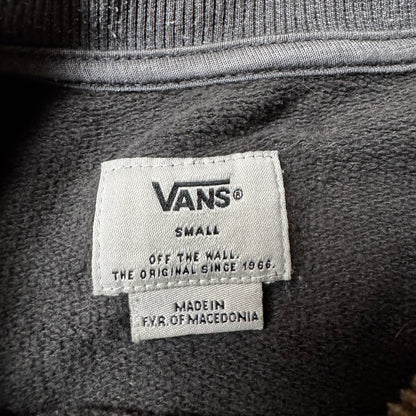 VANS®
SMALL
OFF THE WALL.
THE ORIGINAL SINCE 1966.
MADE IN
F.Y.R. OF MACEDONIA